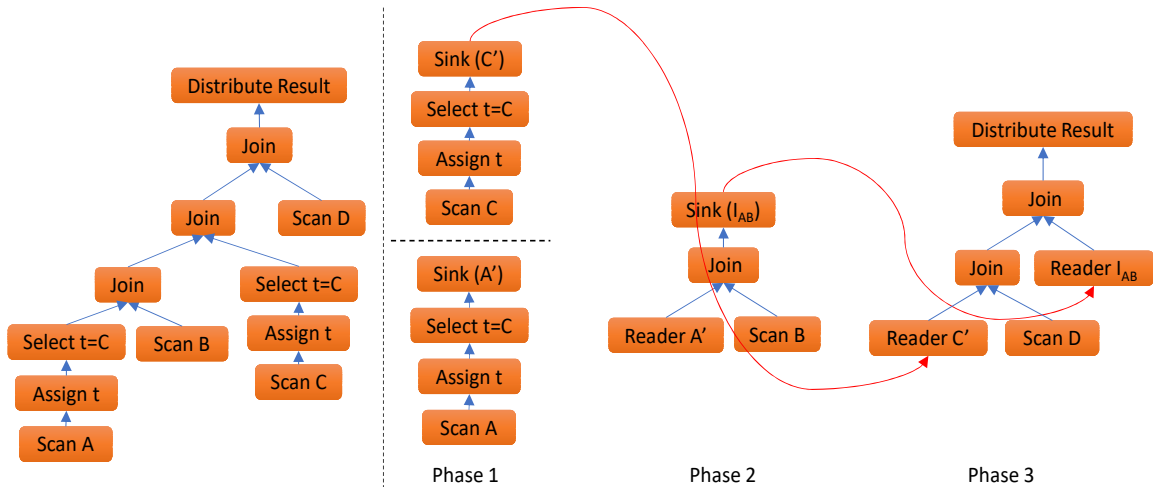 Distribute Result
Join
Join
Scan D
Join
Select t=C
Select t=C
Scan B
Assign t
Assign t
Scan C
Scan A
Sink (C’)
Select t=C
Assign t
Scan C
Sink (A’)
Select t=C
Assign t
Scan A
Phase 1
Sink (I_AB)
Join
Reader A’
Scan B
Phase 2
Distribute Result
Join
Join
Reader I_AB
Reader C’
Scan D
Phase 3